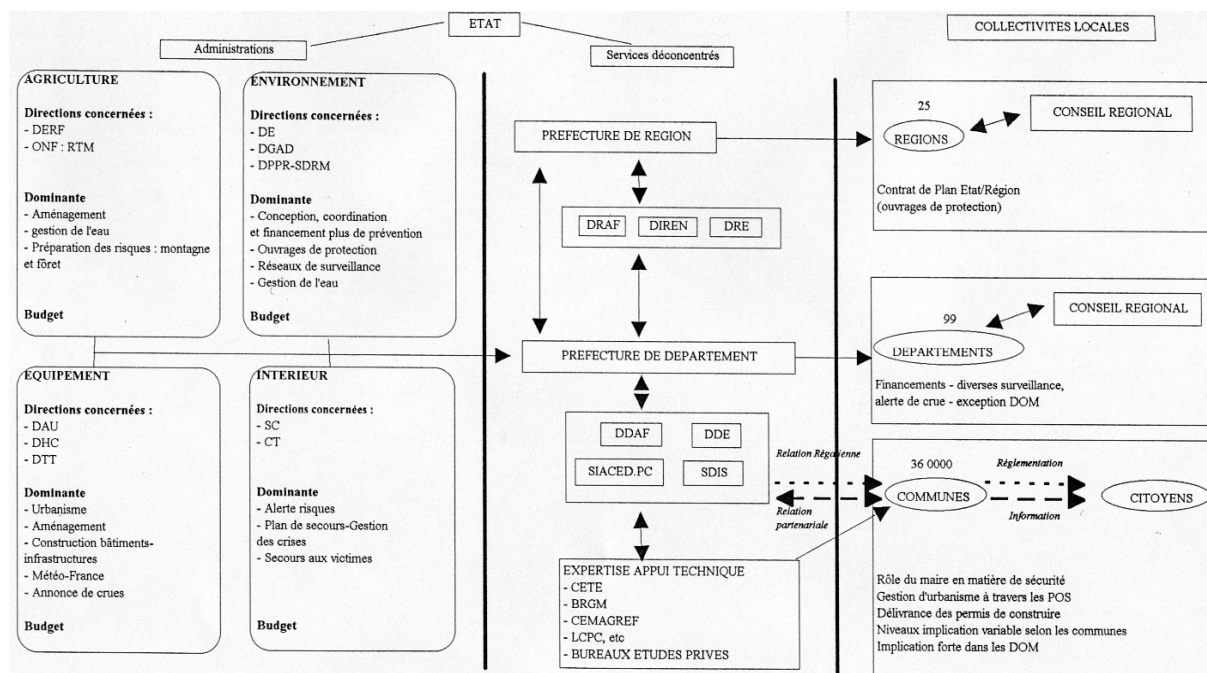 ETAT
Administrations
Services déconcentrés
COLLECTIVITES LOCALES
AGRICULTURE
Directions concernées :
- DERF
- ONF : RTM
Dominante
- Aménagement
- gestion de l'eau
- Préparation des risques : montagne
et fôret
Budget
ENVIRONNEMENT
Directions concernées :
- DE
- DGAD
- DPPR-SDRM
Dominante
- Conception, coordination
et financement plus de prévention
- Ouvrages de protection
- Réseaux de surveillance
- Gestion de l'eau
Budget
EQUIPEMENT
Directions concernées :
- DAU
- DHC
- DTT
Dominante
- Urbanisme
- Aménagement
- Construction bâtiments-
infrastructures
- Météo-France
- Annonce de crues
Budget
INTERIEUR
Directions concernées :
- SC
- CT
Dominante
- Alerte risques
- Plan de secours-Gestion
des crises
- Secours aux victimes
Budget
PREFECTURE DE REGION
DRAF
DIREN
DRE
PREFECTURE DE DEPARTEMENT
DDAF
DDE
SIACED.PC
SDIS
EXPERTISE APPUI TECHNIQUE
- CETE
- BRGM
- CEMAGREF
- LCPC, etc
- BUREAUX ETUDES PRIVES
Relation Régalienne
Relation
partenariale
25
REGIONS
CONSEIL REGIONAL
Contrat de Plan Etat/Région
(ouvrages de protection)
99
DEPARTEMENTS
CONSEIL REGIONAL
Financements - diverses surveillance,
alerte de crue - exception DOM
36 0000
COMMUNES
Réglementation
Information
CITOYENS
Rôle du maire en matière de sécurité
Gestion d'urbanisme à travers les POS
Délivrance des permis de construire
Niveaux implication variable selon les communes
Implication forte dans les DOM